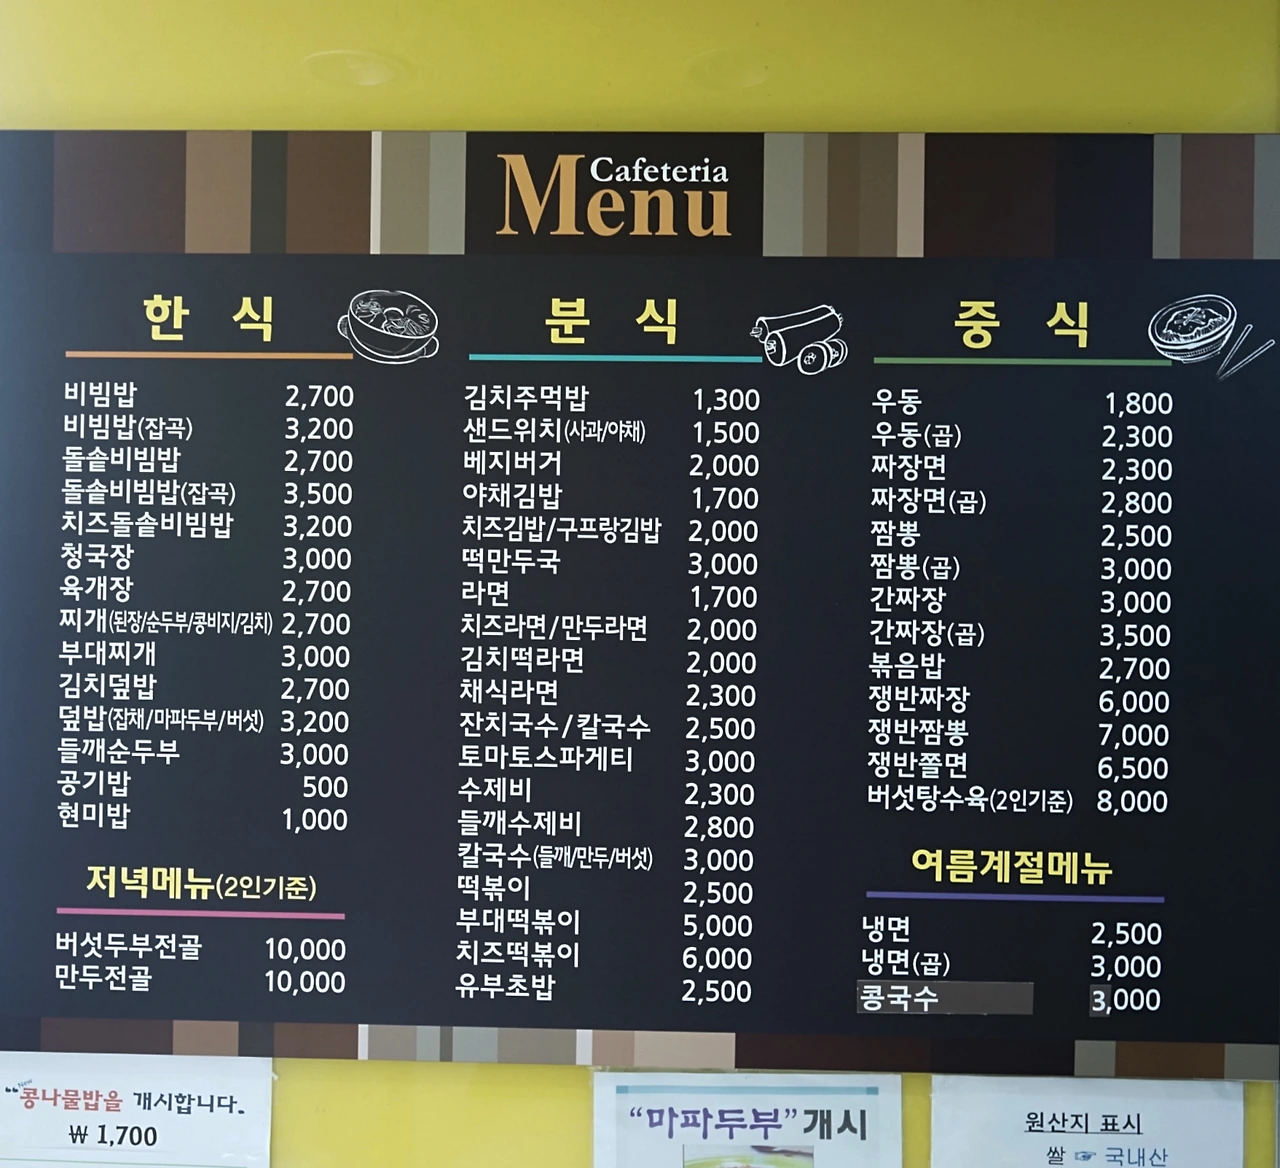 Cafeteria
Menu
한 식
비빔밥 2,700
비빔밥(잡곡) 3,200
돌솥비빔밥 2,700
돌솥비빔밥(잡곡) 3,500
치즈돌솥비빔밥 3,200
청국장 3,000
육개장 2,700
찌개(된장/순두부/콩비지/김치) 2,700
부대찌개 3,000
김치덮밥 2,700
덮밥(잡채/마파두부/버섯) 3,200
들깨순두부 3,000
공기밥 500
현미밥 1,000
저녁메뉴(2인기준)
버섯두부전골 10,000
만두전골 10,000
분 식
김치주먹밥 1,300
샌드위치(사과/야채) 1,500
베지버거 2,000
야채김밥 1,700
치즈김밥/구프랑김밥 2,000
떡만두국 3,000
라면 1,700
치즈라면/만두라면 2,000
김치떡라면 2,000
채식라면 2,300
잔치국수/칼국수 2,500
토마토스파게티 3,000
수제비 2,300
들깨수제비 2,800
칼국수(들깨/만두/버섯) 3,000
떡볶이 2,500
부대떡볶이 5,000
치즈떡볶이 6,000
유부초밥 2,500
중 식
우동 1,800
우동(곱) 2,300
짜장면 2,300
짜장면(곱) 2,800
짬뽕 2,500
짬뽕(곱) 3,000
간짜장 3,000
간짜장(곱) 3,500
볶음밥 2,700
쟁반짜장 6,000
쟁반짬뽕 7,000
쟁반쫄면 6,500
버섯탕수육(2인기준) 8,000
여름계절메뉴
냉면 2,500
냉면(곱) 3,000
콩국수 3,000
New
"콩나물밥을 개시합니다.
₩ 1,700
"마파두부" 개시
원산지 표시
쌀 ☞ 국내산